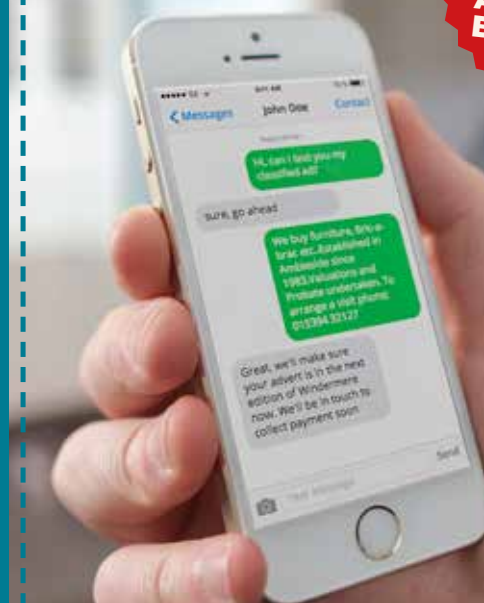 Messages
John Doe
Contact
Hi, can I text you my
classified ad?
sure, go ahead
We buy furniture, Bric-a-
brac etc. Established in
Ambleside since
1983.Valuations and
Probate undertaken. To
arrange a visit phone:
015394 32127
Great, we'll make sure
your advert is in the next
edition of Windermere
now. We'll be in touch to
collect payment soon
Text Message
Send